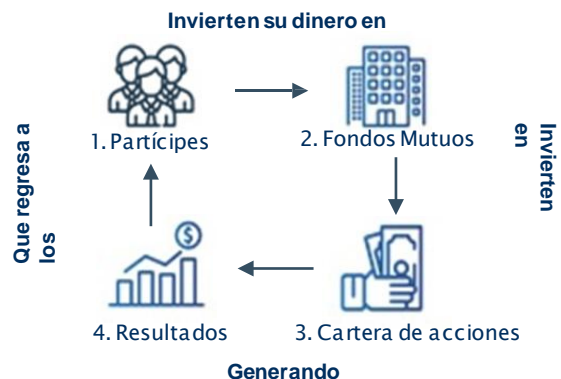 Invierten su dinero en
1. Partícipes
2. Fondos Mutuos
Invierten
en
3. Cartera de acciones
Generando
4. Resultados
Que regresa a
los
$